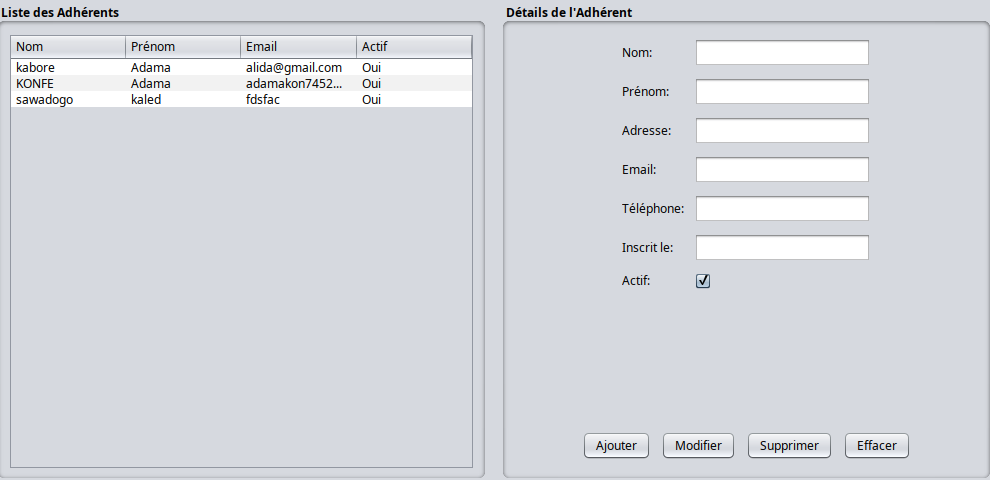 Liste des Adhérents
Nom Prénom Email Actif
kabore Adama alida@gmail.com Oui
KONFE Adama adamakon7452... Oui
sawadogo kaled fdsfac Oui
Détails de l'Adhérent
Nom:
Prénom:
Adresse:
Email:
Téléphone:
Inscrit le:
Actif:
Ajouter Modifier Supprimer Effacer